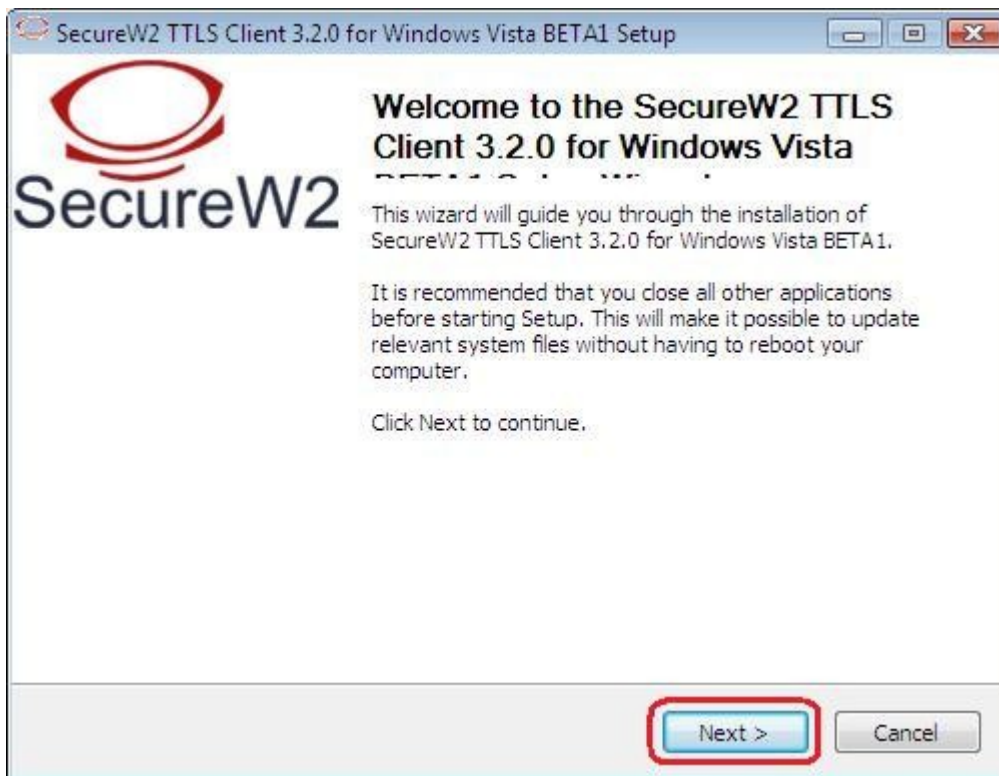 SecureW2 TTLS Client 3.2.0 for Windows Vista BETA1 Setup
SecureW2
Welcome to the SecureW2 TTLS
Client 3.2.0 for Windows Vista
This wizard will guide you through the installation of
SecureW2 TTLS Client 3.2.0 for Windows Vista BETA1.
It is recommended that you close all other applications
before starting Setup. This will make it possible to update
relevant system files without having to reboot your
computer.
Click Next to continue.
Next >
Cancel